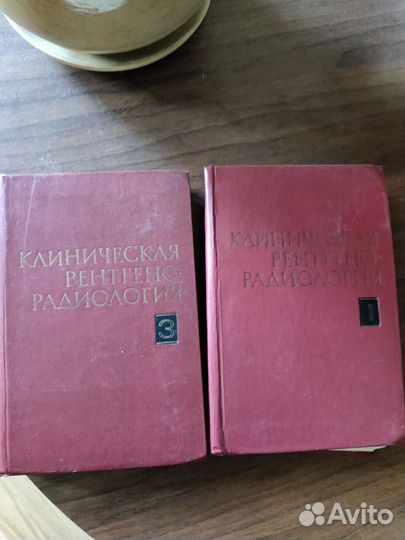 КЛИНИЧЕСКАЯ
РЕНТГЕНО-
РАДИОЛОГИЯ
3
КЛИНИЧЕСКАЯ
РЕНТГЕНО-
РАДИОЛОГИЯ
1
Avito